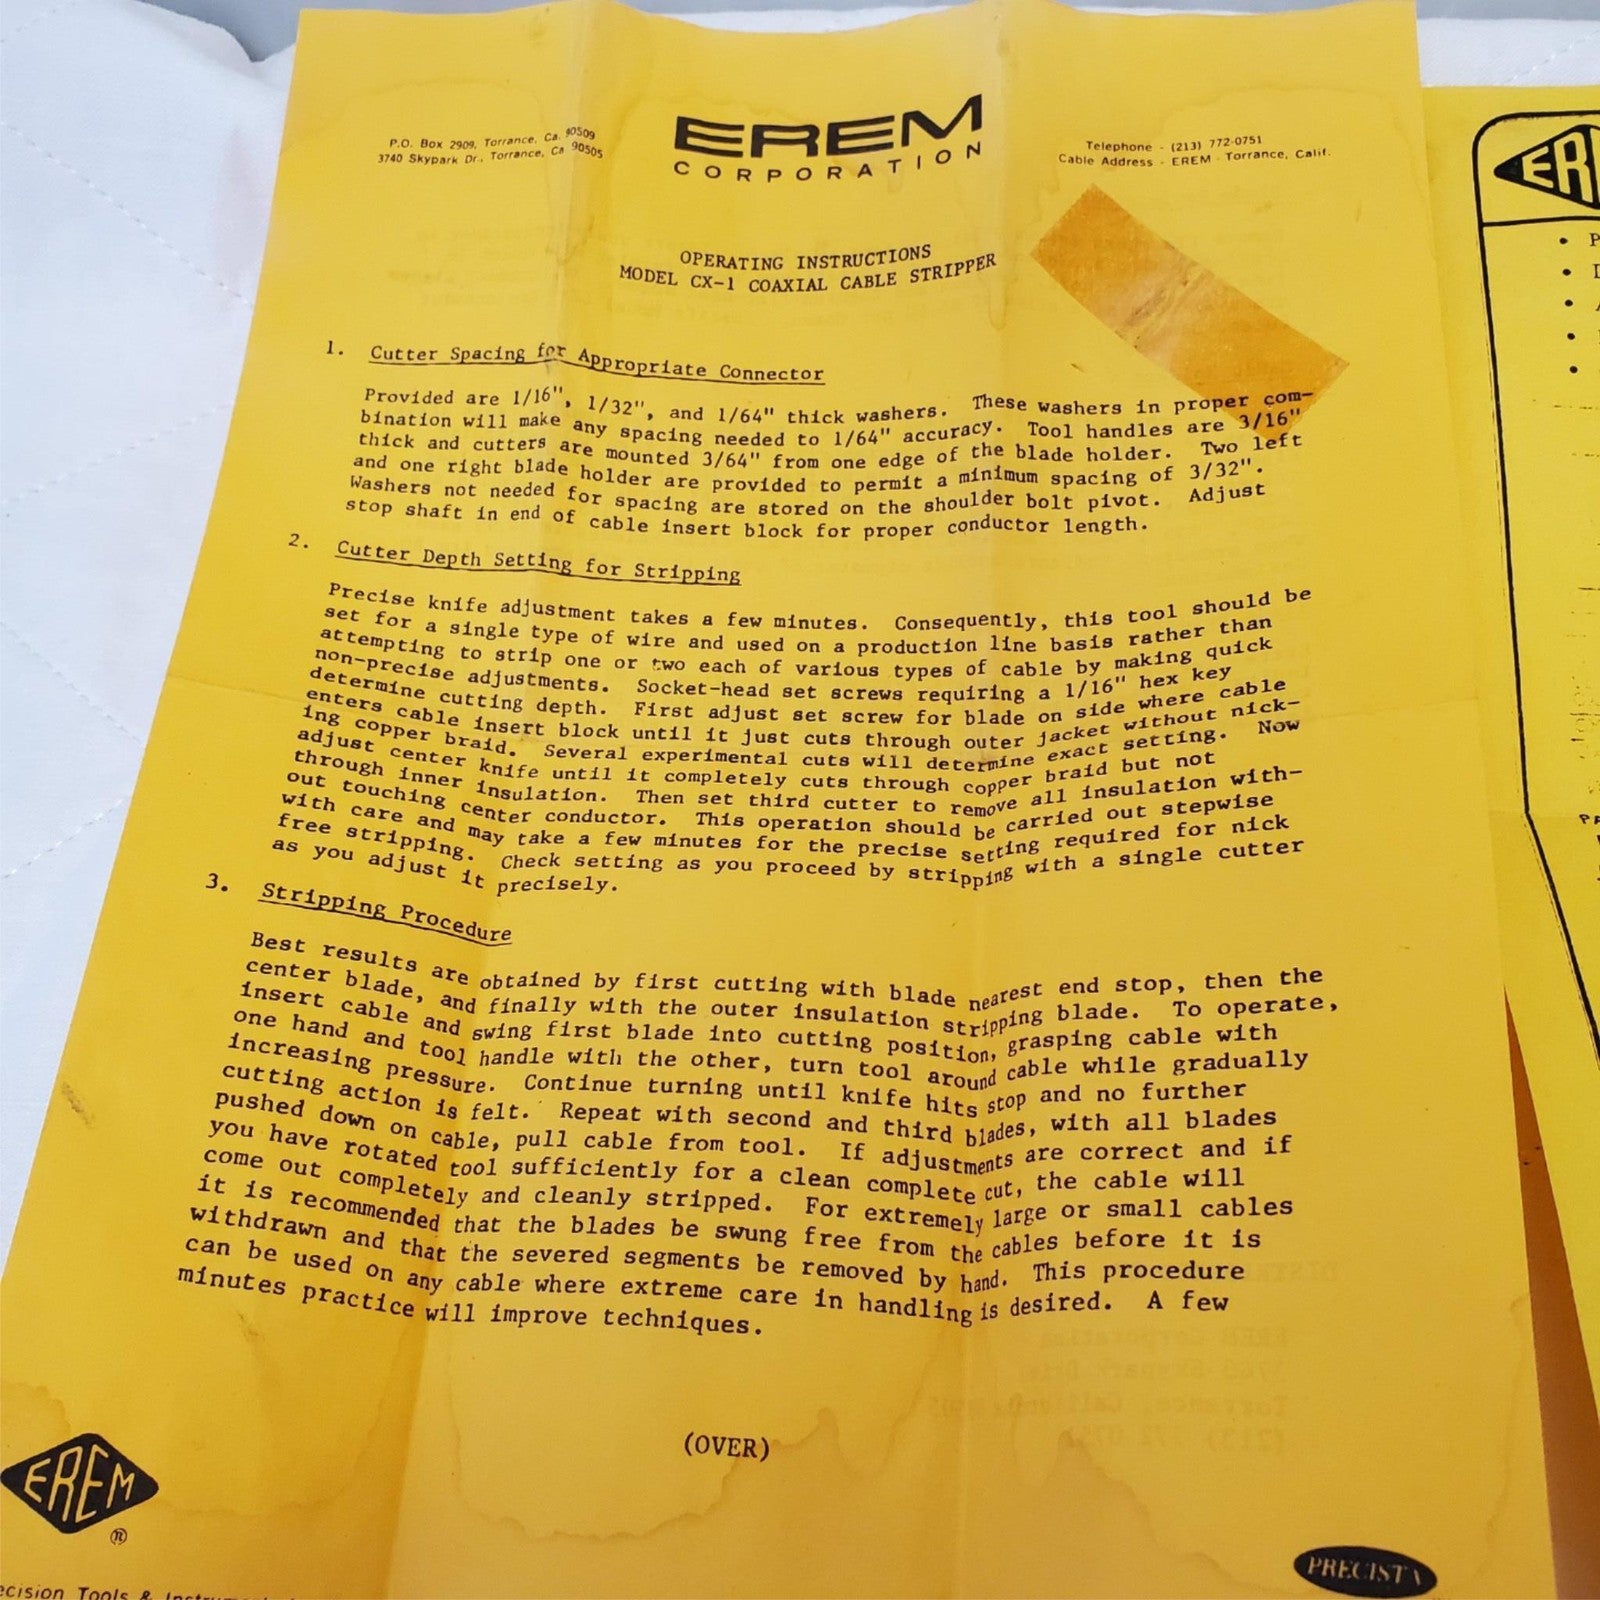 P.O. Box 2909, Torrance, Ca. 90509
3740 Skypark Dr., Torrance, Ca 90505
EREM
CORPORATION
Telephone - (213) 772-0751
Cable Address - EREM - Torrance, Calif.
OPERATING INSTRUCTIONS
MODEL CX-1 COAXIAL CABLE STRIPPER
1. Cutter Spacing for Appropriate Connector
Provided are 1/16", 1/32", and 1/64" thick washers. These washers in proper com-
bination will make any spacing needed to 1/64" accuracy. Tool handles are 3/16"
thick and cutters are mounted 3/64" from one edge of the blade holder. Two left
and one right blade holder are provided to permit a minimum spacing of 3/32".
Washers not needed for spacing are stored on the shoulder bolt pivot. Adjust
stop shaft in end of cable insert block for proper conductor length.
2. Cutter Depth Setting for Stripping
Precise knife adjustment takes a few minutes. Consequently, this tool should be
set for a single type of wire and used on a production line basis rather than
attempting to strip one or two each of various types of cable by making quick
non-precise adjustments. Socket-head set screws requiring a 1/16" hex key
determine cutting depth. First adjust set screw for blade on side where cable
enters cable insert block until it just cuts through outer jacket without nick-
ing copper braid. Several experimental cuts will determine exact setting. Now
adjust center knife until it completely cuts through copper braid but not
through inner insulation. Then set third cutter to remove all insulation with-
out touching center conductor. This operation should be carried out stepwise
with care and may take a few minutes for the precise setting required for nick
free stripping. Check setting as you proceed by stripping with a single cutter
as you adjust it precisely.
3. Stripping Procedure
Best results are obtained by first cutting with blade nearest end stop, then the
center blade, and finally with the outer insulation stripping blade. To operate,
insert cable and swing first blade into cutting position, grasping cable with
one hand and tool handle with the other, turn tool around cable while gradually
increasing pressure. Continue turning until knife hits stop and no further
cutting action is felt. Repeat with second and third blades, with all blades
pushed down on cable, pull cable from tool. If adjustments are correct and if
you have rotated tool sufficiently for a clean complete cut, the cable will
come out completely and cleanly stripped. For extremely large or small cables
it is recommended that the blades be swung free from the cables before it is
withdrawn and that the severed segments be removed by hand. This procedure
can be used on any cable where extreme care in handling is desired. A few
minutes practice will improve techniques.
(OVER)
EREM
PRECISTA
Tools &